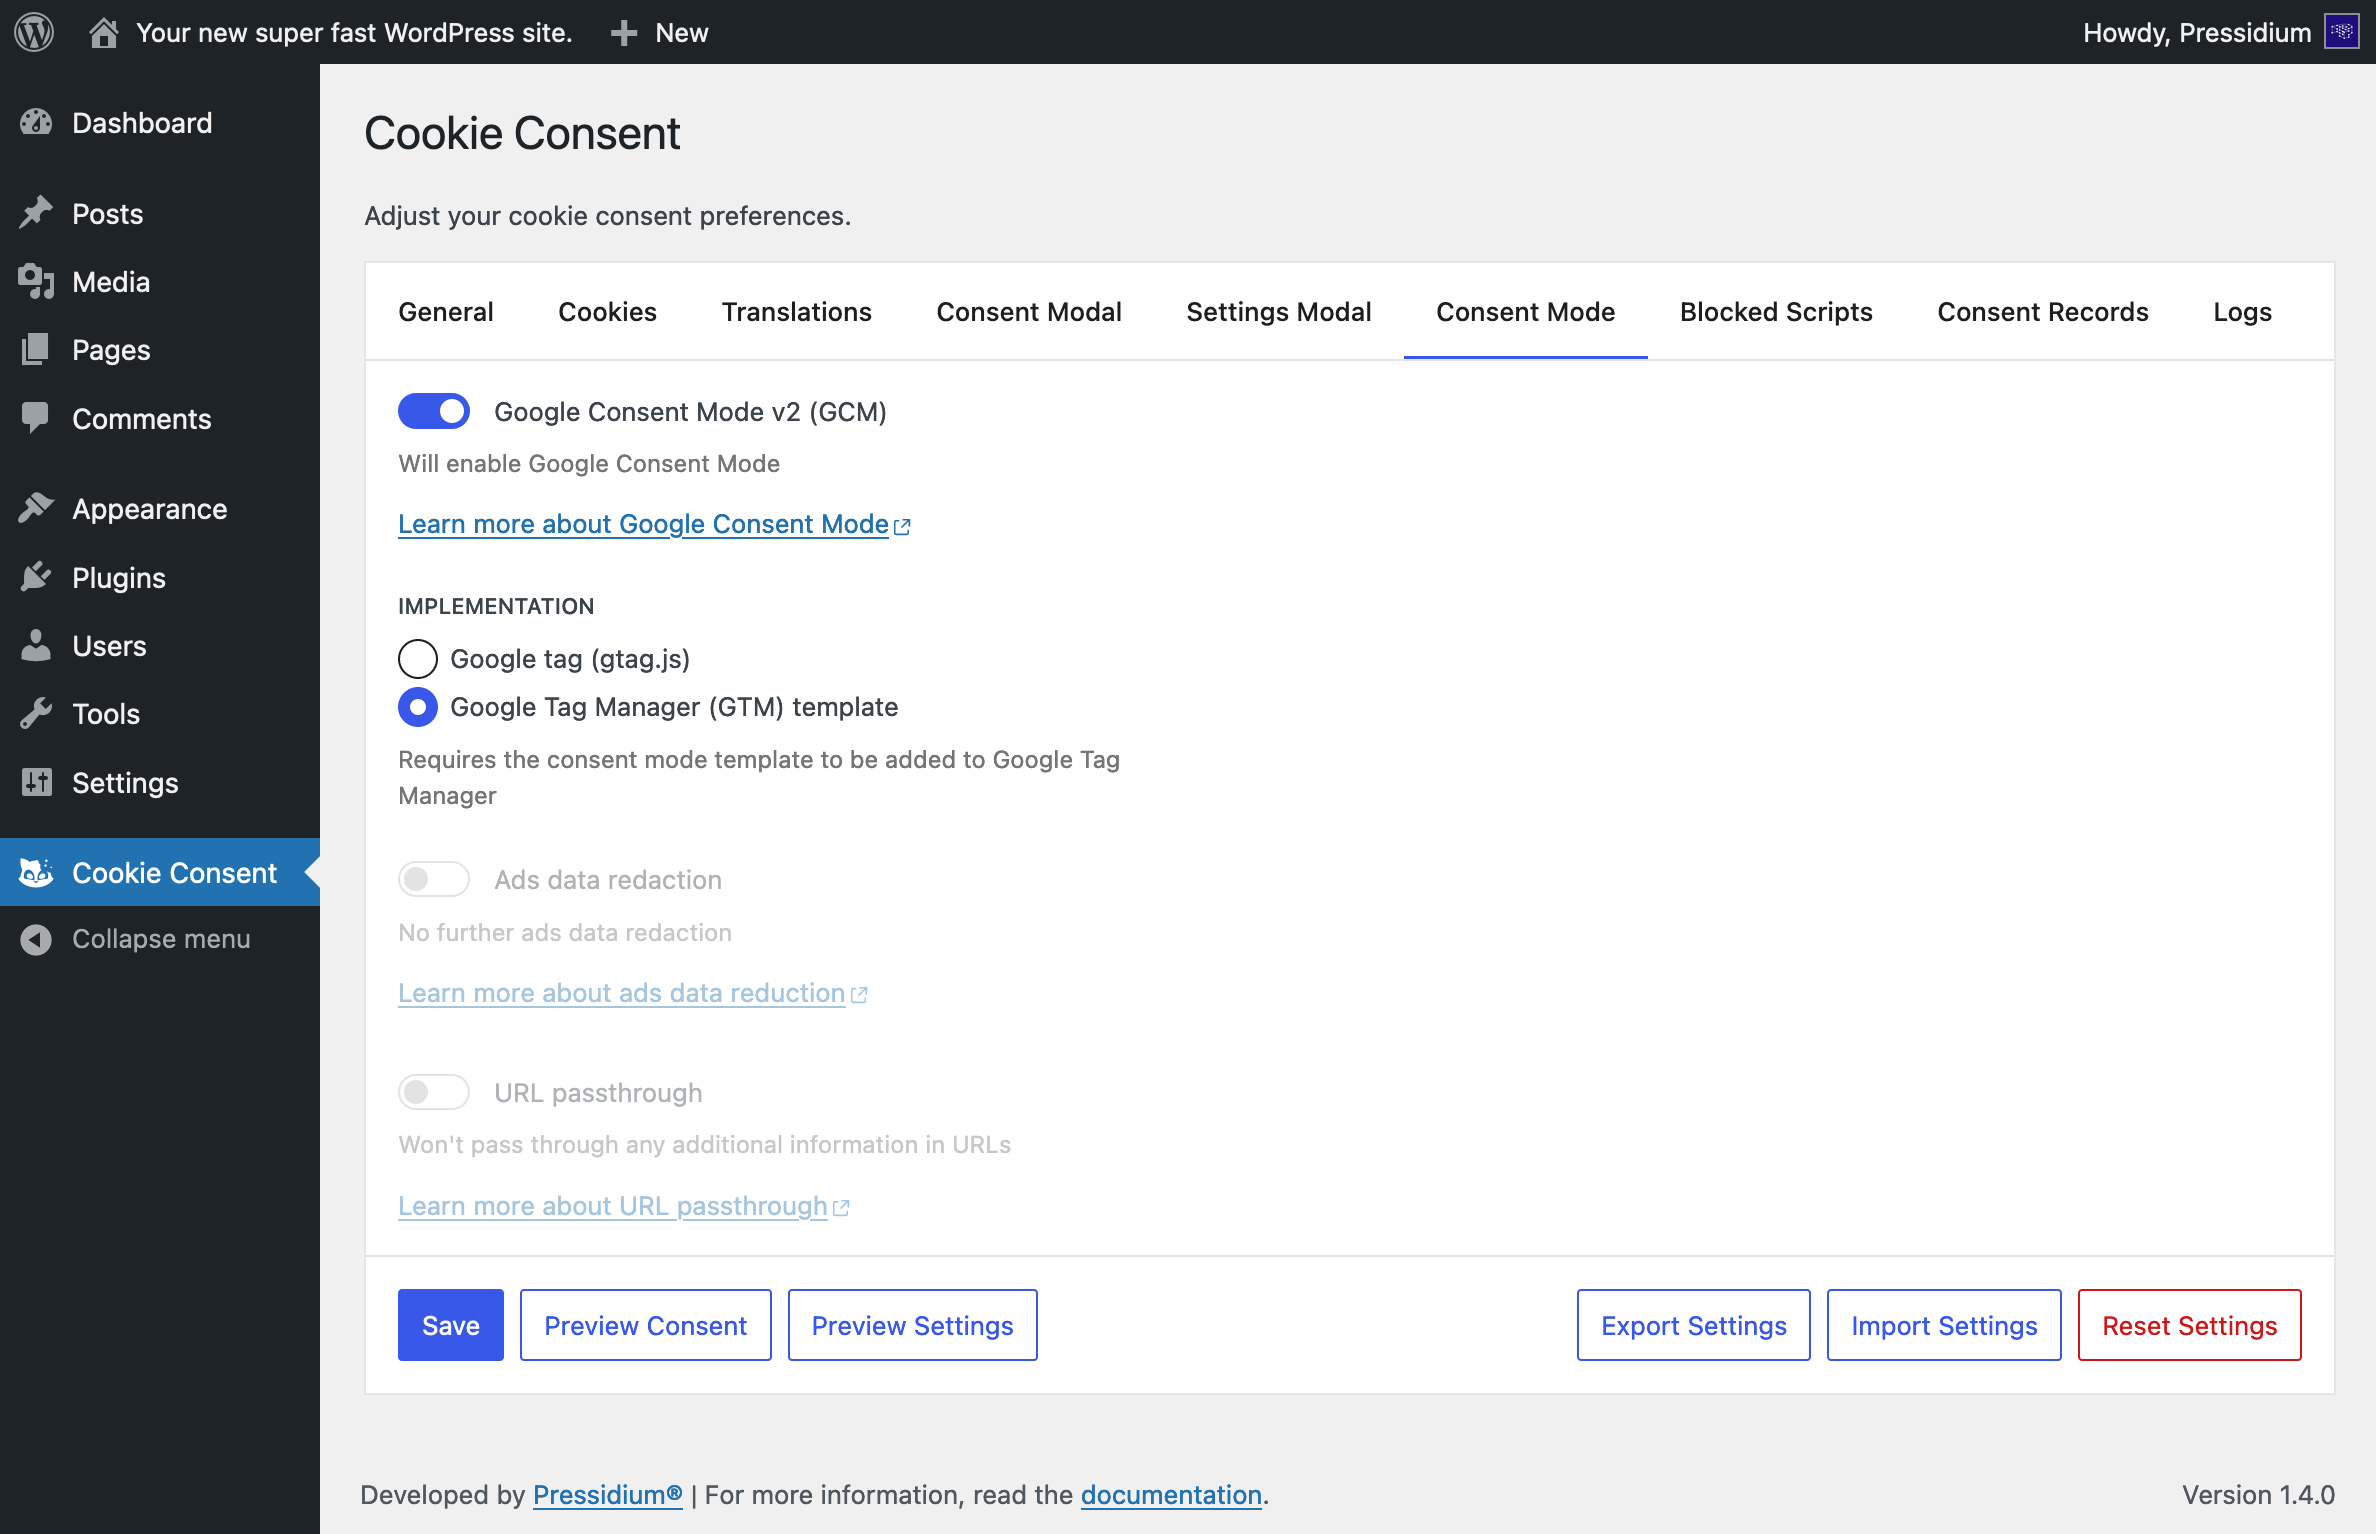 Your new super fast WordPress site.
New
Howdy, Pressidium
Dashboard
Posts
Media
Pages
Comments
Appearance
Plugins
Users
Tools
Settings
Cookie Consent
Collapse menu
Cookie Consent
Adjust your cookie consent preferences.
General Cookies Translations Consent Modal Settings Modal Consent Mode Blocked Scripts Consent Records Logs
Google Consent Mode v2 (GCM)
Will enable Google Consent Mode
Learn more about Google Consent Mode
IMPLEMENTATION
Google tag (gtag.js)
Google Tag Manager (GTM) template
Requires the consent mode template to be added to Google Tag
Manager
Ads data redaction
No further ads data redaction
Learn more about ads data reduction
URL passthrough
Won't pass through any additional information in URLs
Learn more about URL passthrough
Save Preview Consent Preview Settings Export Settings Import Settings Reset Settings
Developed by Pressidium® | For more information, read the documentation.
Version 1.4.0